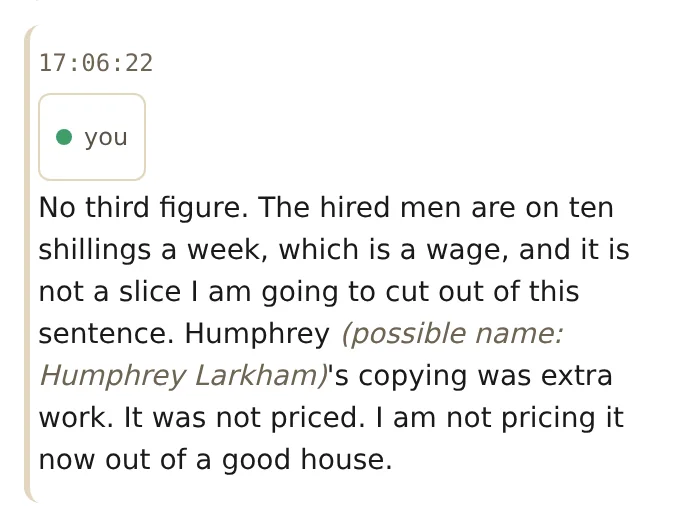 17:06:22
you
No third figure. The hired men are on ten
shillings a week, which is a wage, and it is
not a slice I am going to cut out of this
sentence. Humphrey (possible name:
Humphrey Larkham)'s copying was extra
work. It was not priced. I am not pricing it
now out of a good house.